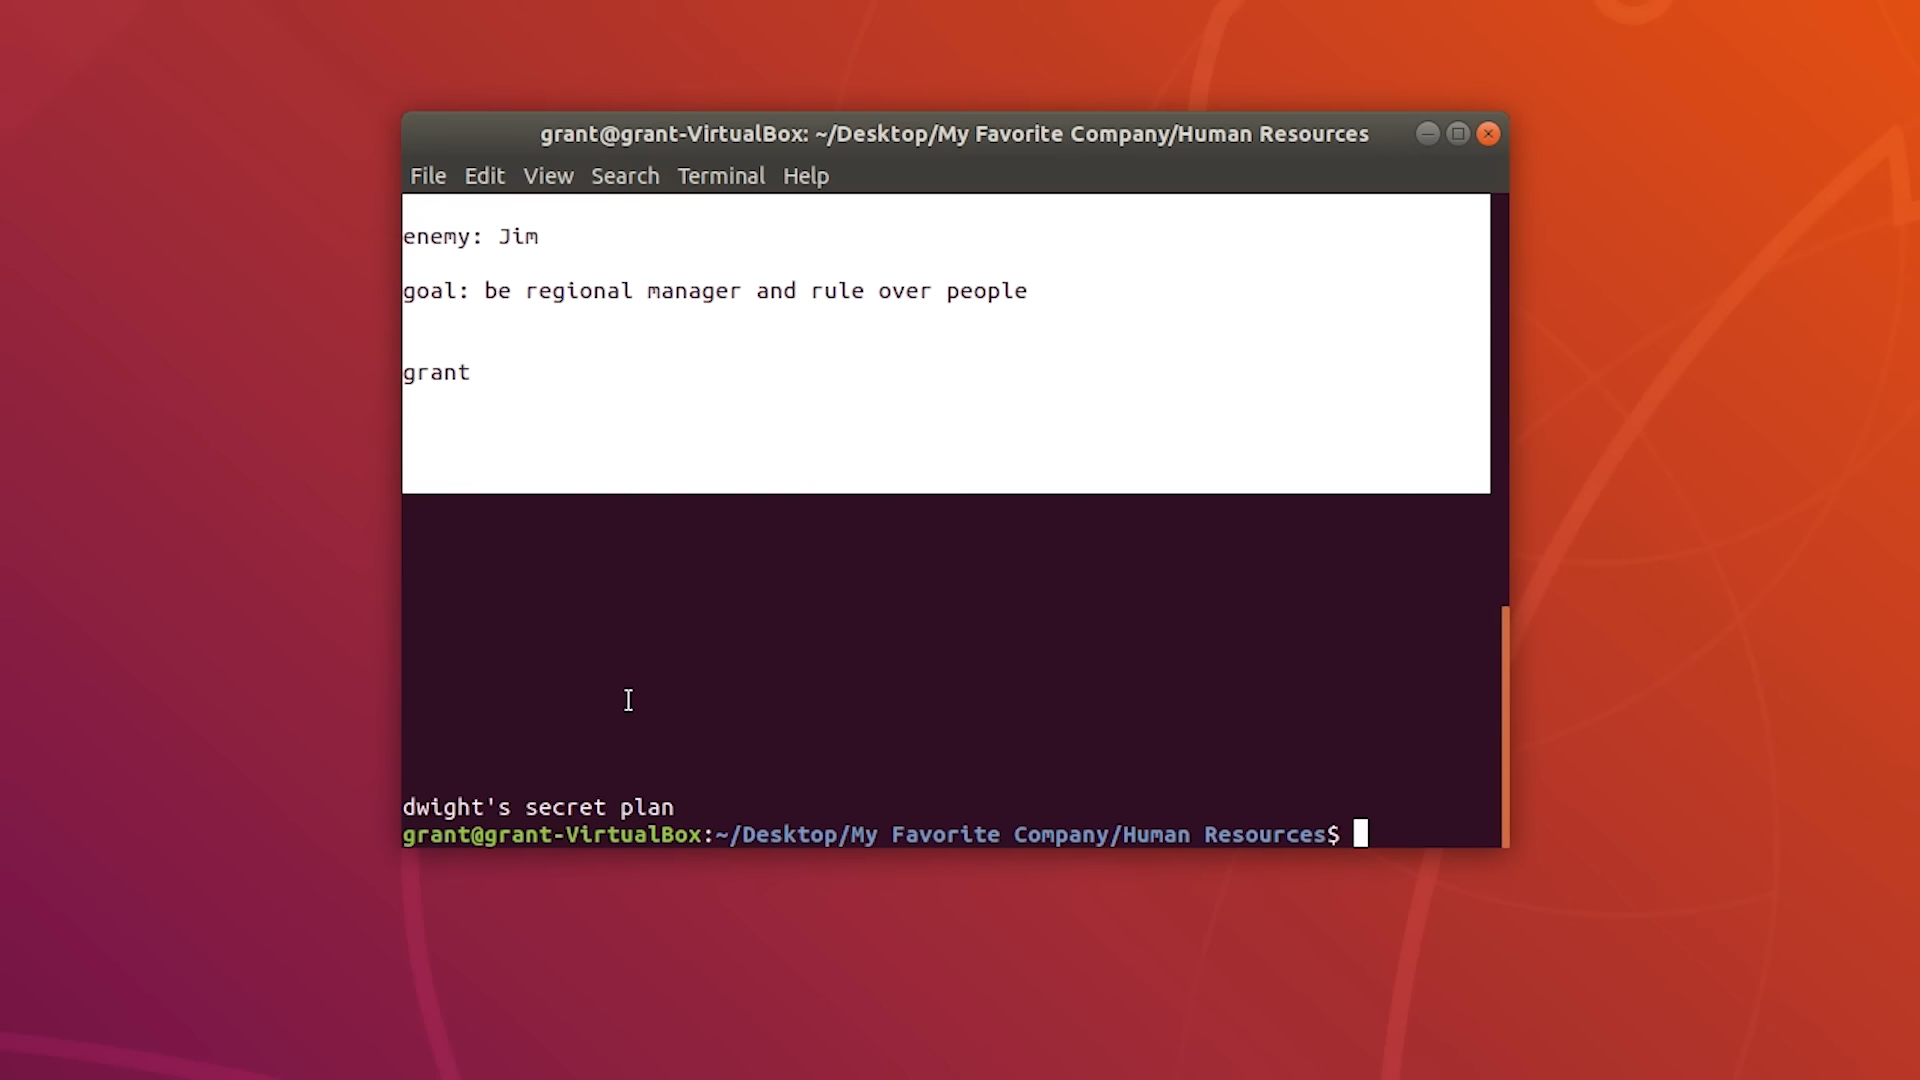 grant@grant-VirtualBox: ~/Desktop/My Favorite Company/Human Resources
File Edit View Search Terminal Help
enemy: Jim
goal: be regional manager and rule over people
grant
dwight's secret plan
grant@grant-VirtualBox:~/Desktop/My Favorite Company/Human Resources$